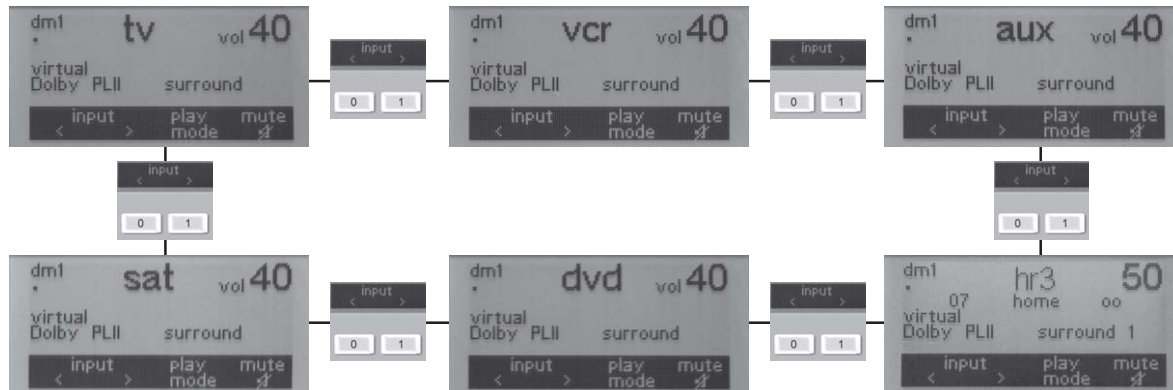 dm1 tv vol 40
virtual
Dolby PLII surround
input play mute
< > mode
input
< >
0 1
dm1 vcr vol 40
virtual
Dolby PLII surround
input play mute
< > mode
input
< >
0 1
dm1 aux vol 40
virtual
Dolby PLII surround
input play mute
< > mode
input
< >
0 1
input
< >
0 1
dm1 sat vol 40
virtual
Dolby PLII surround
input play mute
< > mode
input
< >
0 1
dm1 dvd vol 40
virtual
Dolby PLII surround
input play mute
< > mode
input
< >
0 1
dm1 hr3 50
07 home oo
virtual
Dolby PLII surround 1
input play mute
< > mode